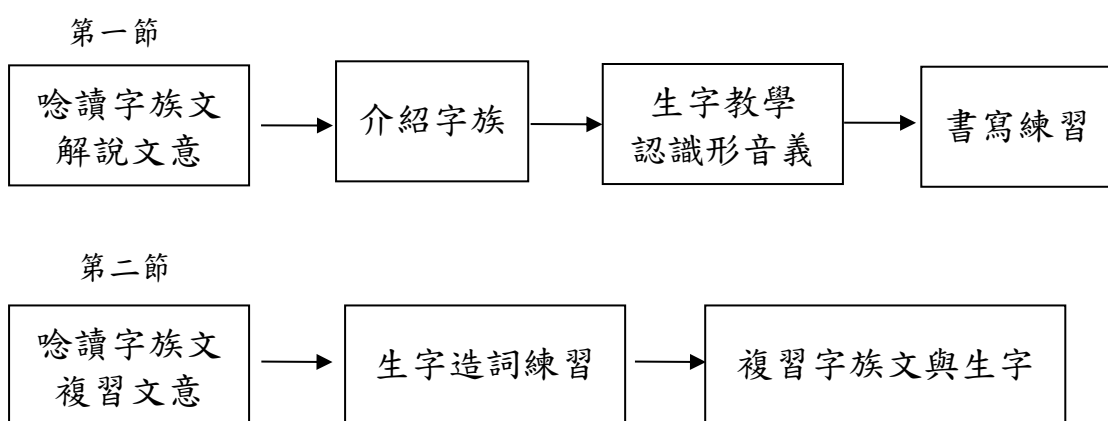 第一節
唸讀字族文
解說文意
介紹字族
生字教學
認識形音義
書寫練習
第二節
唸讀字族文
複習文意
生字造詞練習
複習字族文與生字